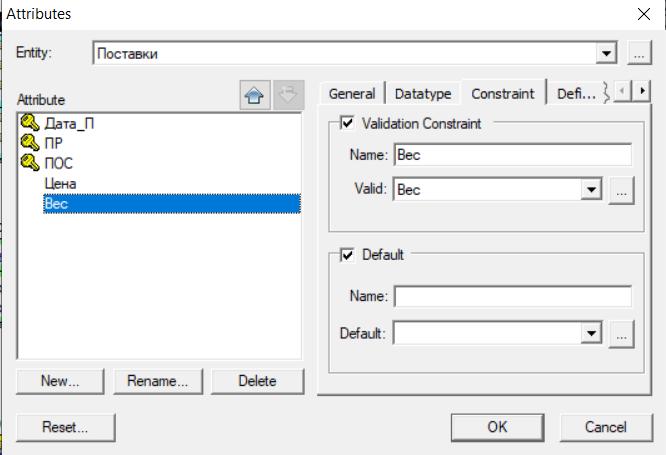 Attributes
Entity: Поставки ...
Attribute
Дата_П
ПР
ПОС
Цена
Вес
New... Rename... Delete
General Datatype Constraint Defi...
Validation Constraint
Name: Вес
Valid: Вес ...
Default
Name:
Default: ...
Reset... OK Cancel